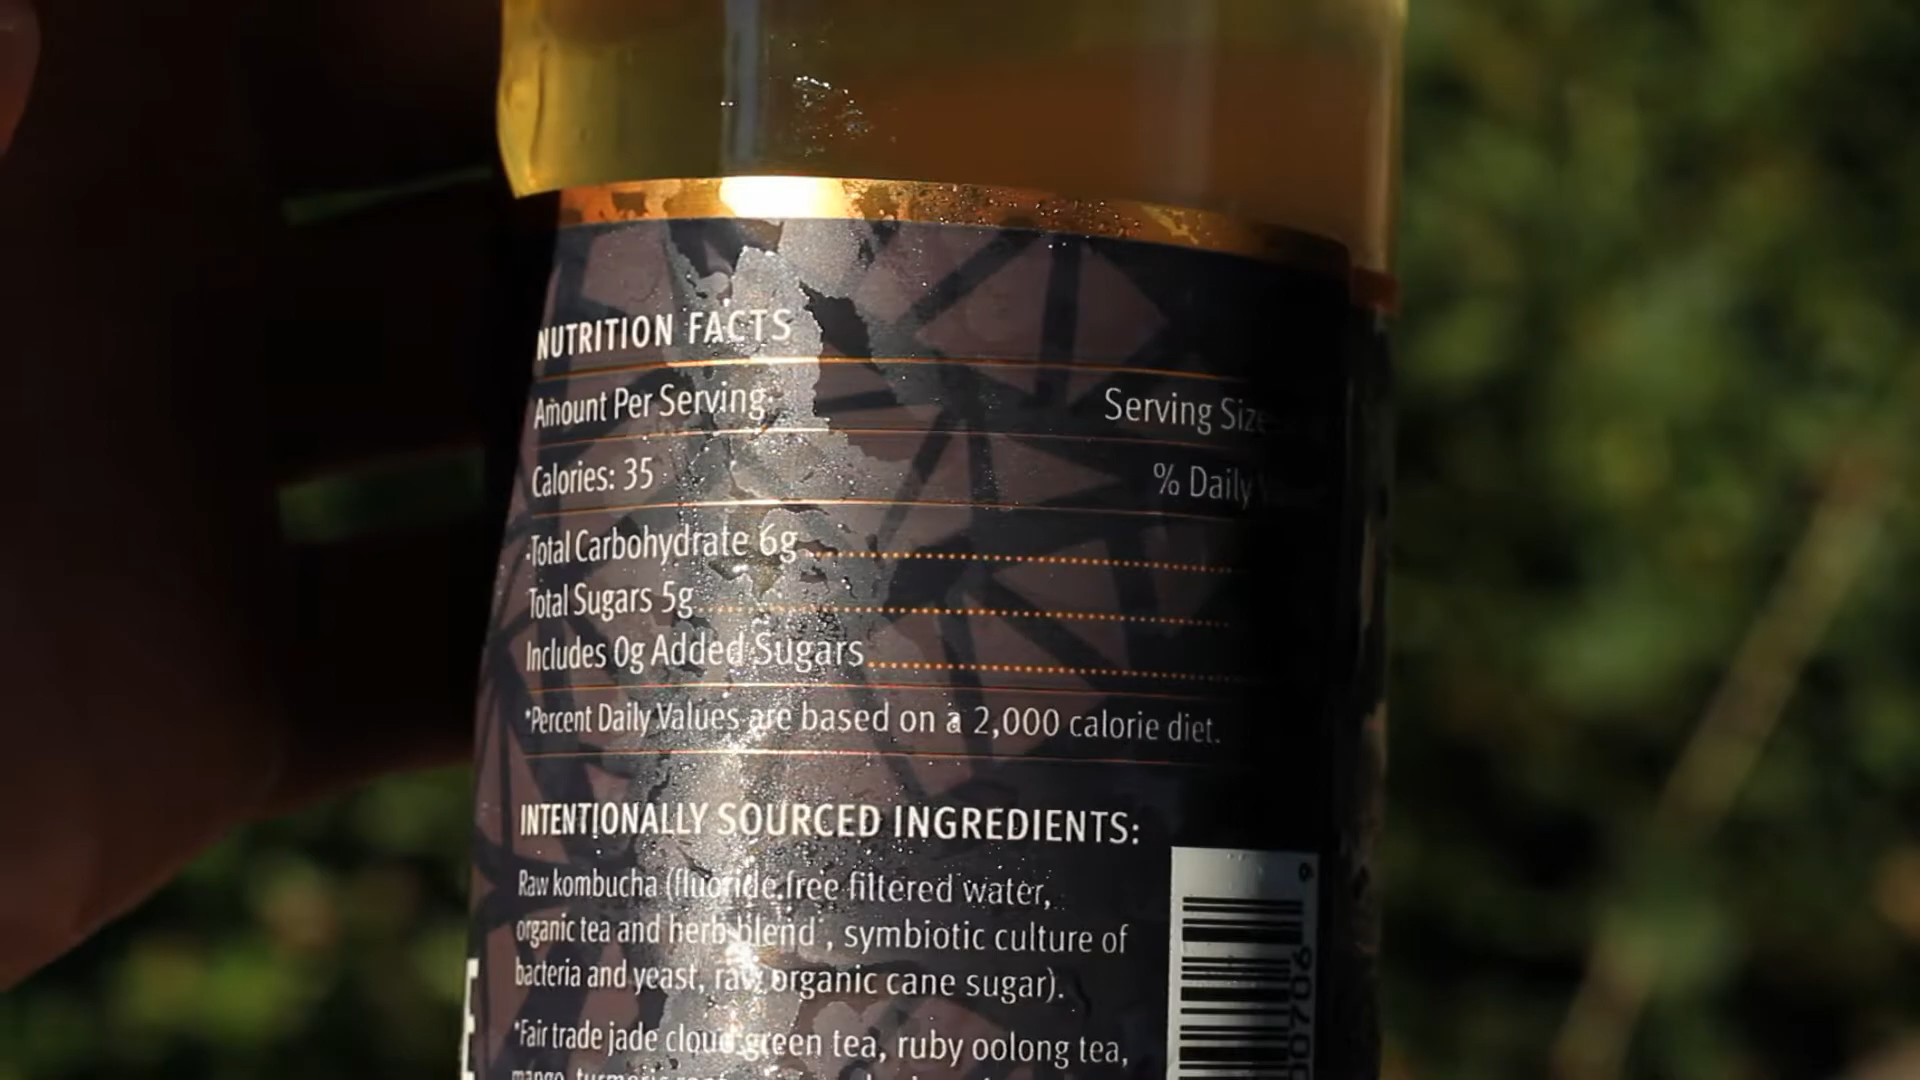 NUTRITION FACTS
Amount Per Serving: Serving Size
Calories: 35 % Daily
Total Carbohydrate 6g
Total Sugars 5g
Includes 0g Added Sugars
*Percent Daily Values are based on a 2,000 calorie diet.
INTENTIONALLY SOURCED INGREDIENTS:
Raw kombucha (fluoride free filtered water,
organic tea and herb blend*, symbiotic culture of
bacteria and yeast, raw organic cane sugar).
*Fair trade jade cloud green tea, ruby oolong tea,
mango, turmeric